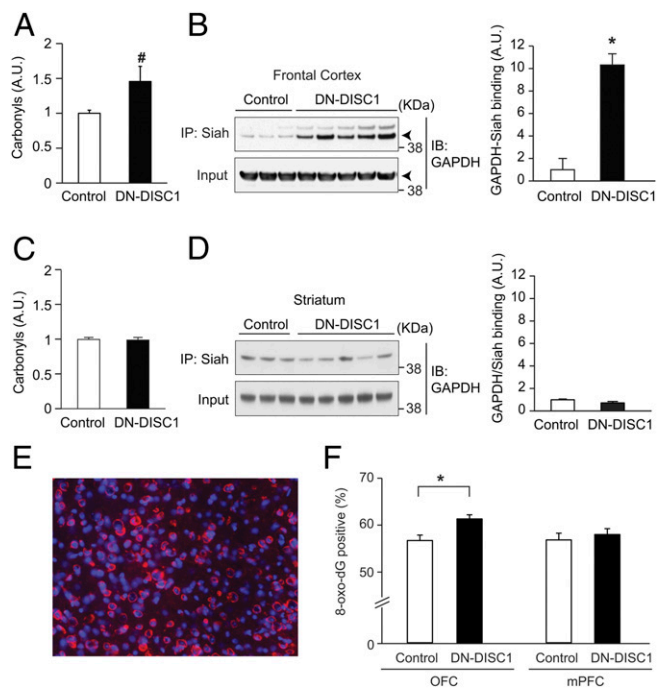 A
Carbonyls (A.U.)
2
1.5
1
0.5
0
#
Control DN-DISC1
B
Frontal Cortex
Control DN-DISC1 (KDa)
IP: Siah
38
IB:
GAPDH
Input
38
GAPDH-Siah binding (A.U.)
12
10
8
6
4
2
0
*
Control DN-DISC1
C
Carbonyls (A.U.)
2
1.5
1
0.5
0
Control DN-DISC1
D
Striatum
Control DN-DISC1 (KDa)
IP: Siah
38
IB:
GAPDH
Input
38
GAPDH/Siah binding (A.U.)
12
10
8
6
4
2
0
Control DN-DISC1
E
F
8-oxo-dG positive (%)
70
60
50
0
*
Control DN-DISC1 Control DN-DISC1
OFC mPFC